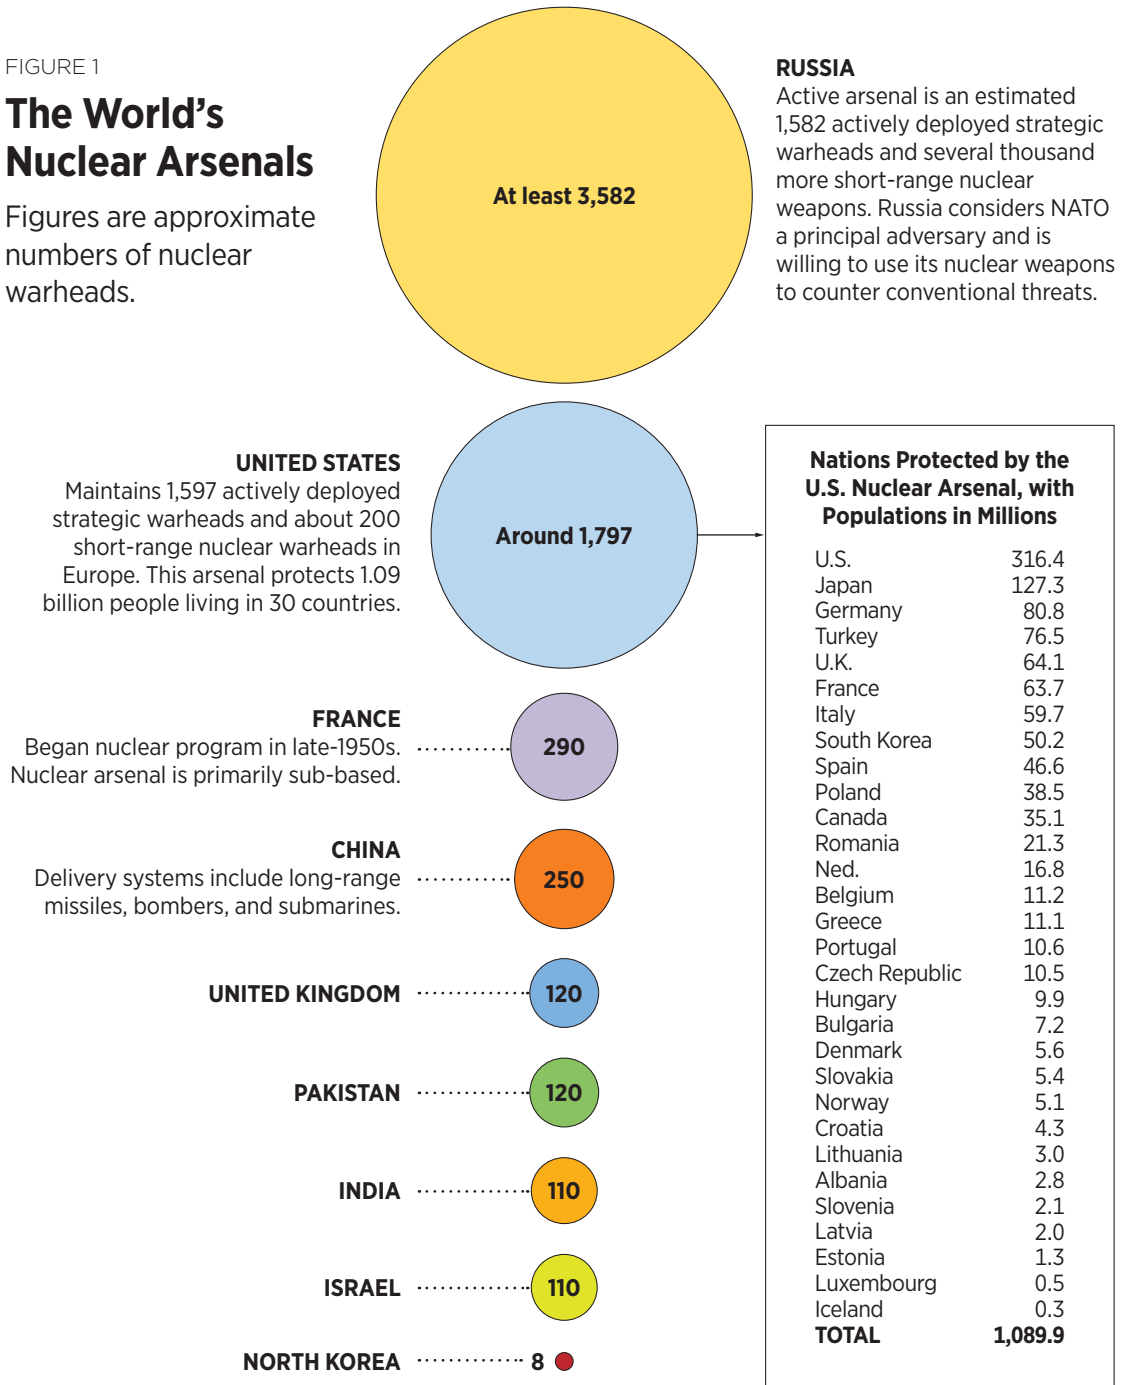 FIGURE 1
The World's
Nuclear Arsenals
Figures are approximate
numbers of nuclear
warheads.
At least 3,582
RUSSIA
Active arsenal is an estimated
1,582 actively deployed strategic
warheads and several thousand
more short-range nuclear
weapons. Russia considers NATO
a principal adversary and is
willing to use its nuclear weapons
to counter conventional threats.
UNITED STATES
Maintains 1,597 actively deployed
strategic warheads and about 200
short-range nuclear warheads in
Europe. This arsenal protects 1.09
billion people living in 30 countries.
Around 1,797
FRANCE
Began nuclear program in late-1950s.
Nuclear arsenal is primarily sub-based.
290
CHINA
Delivery systems include long-range
missiles, bombers, and submarines.
250
UNITED KINGDOM 120
PAKISTAN 120
INDIA 110
ISRAEL 110
NORTH KOREA 8
Nations Protected by the
U.S. Nuclear Arsenal, with
Populations in Millions
U.S. 316.4
Japan 127.3
Germany 80.8
Turkey 76.5
U.K. 64.1
France 63.7
Italy 59.7
South Korea 50.2
Spain 46.6
Poland 38.5
Canada 35.1
Romania 21.3
Ned. 16.8
Belgium 11.2
Greece 11.1
Portugal 10.6
Czech Republic 10.5
Hungary 9.9
Bulgaria 7.2
Denmark 5.6
Slovakia 5.4
Norway 5.1
Croatia 4.3
Lithuania 3.0
Albania 2.8
Slovenia 2.1
Latvia 2.0
Estonia 1.3
Luxembourg 0.5
Iceland 0.3
TOTAL 1,089.9